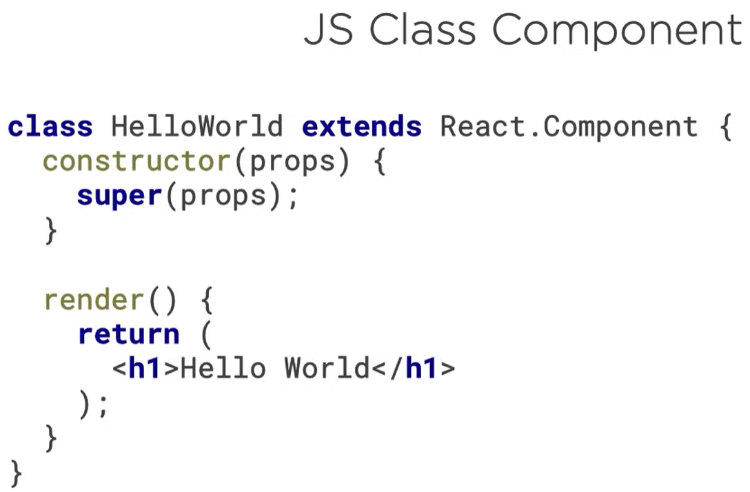 JS Class Component
class HelloWorld extends React.Component {
  constructor(props) {
    super(props);
  }
  render() {
    return (
      <h1>Hello World</h1>
    );
  }
}